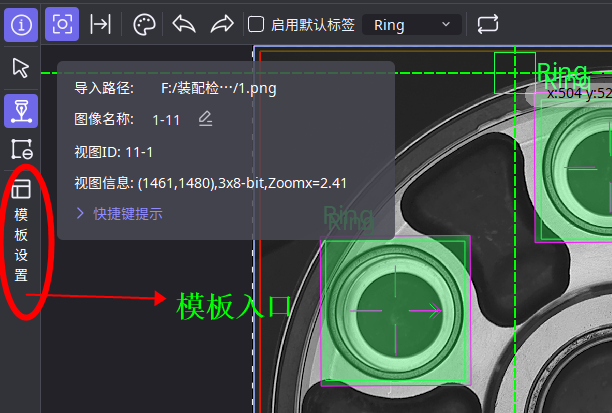 启用默认标签 Ring
导入路径: F:/装配检···/1.png
图像名称: 1-11
视图ID: 11-1
视图信息: (1461,1480),3x8-bit,Zoomx=2.41
快捷键提示
模板设置
模板入口
Ring
Ring
x:504 y:52
Ring
Ring